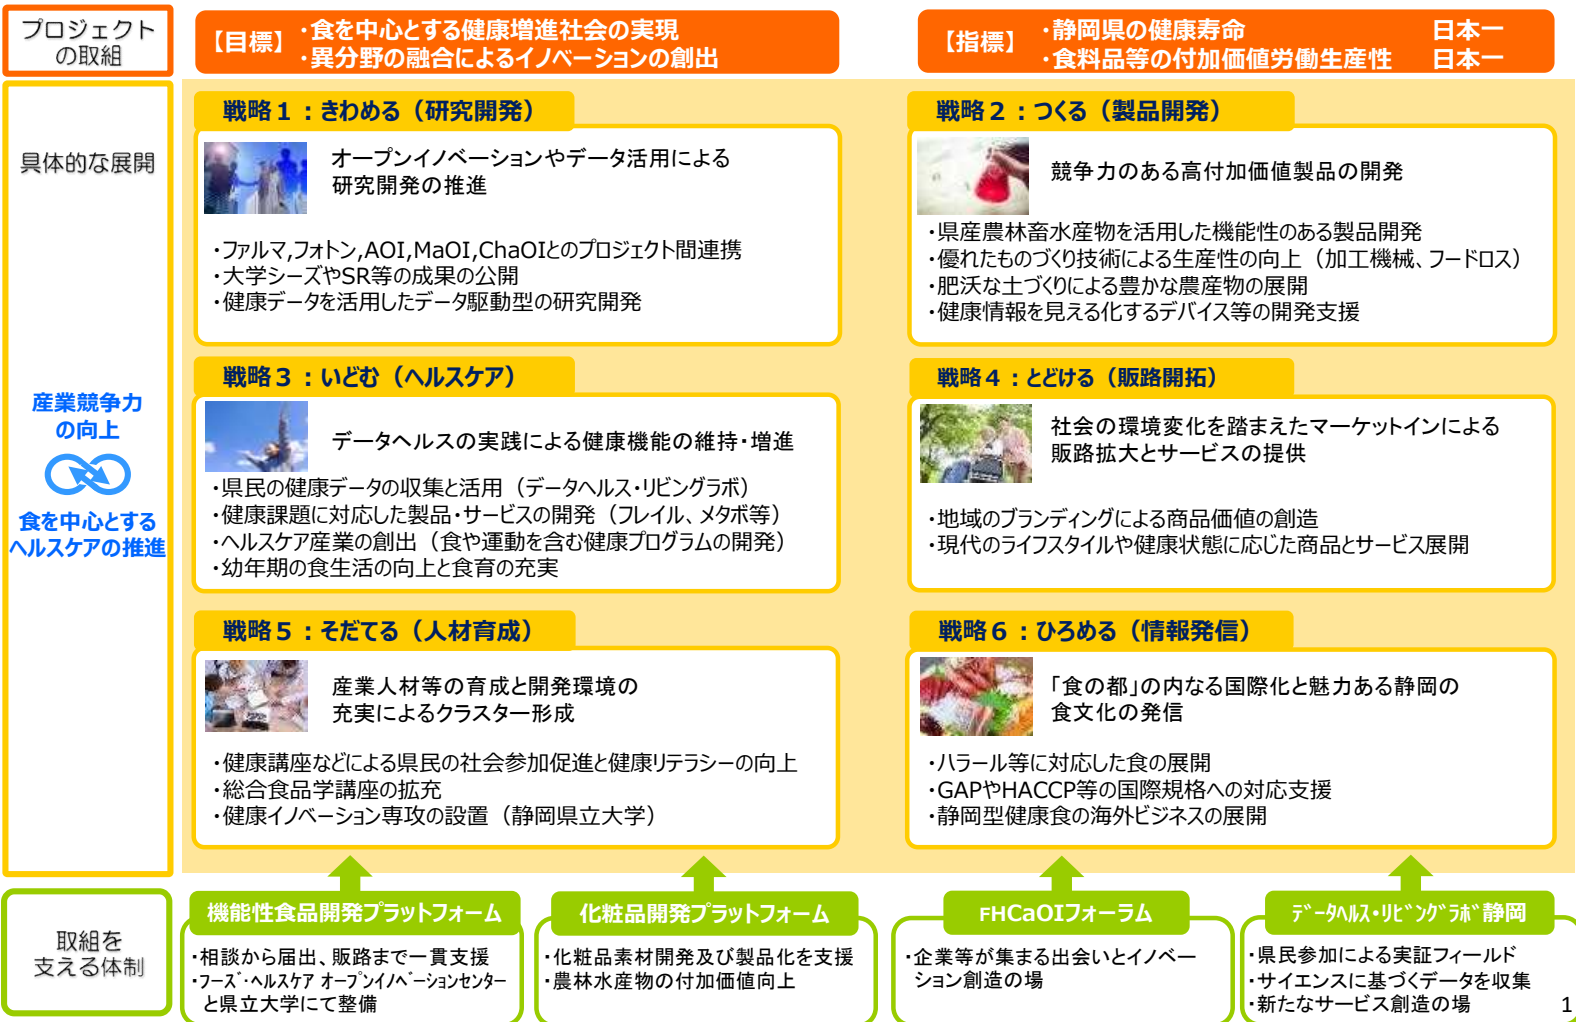 プロジェクト
の取組
【目標】
・食を中心とする健康増進社会の実現
・異分野の融合によるイノベーションの創出
【指標】
・静岡県の健康寿命 日本一
・食料品等の付加価値労働生産性 日本一
具体的な展開
産業競争力
の向上
食を中心とする
ヘルスケアの推進
戦略1:きわめる(研究開発)
オープンイノベーションやデータ活用による
研究開発の推進
・ファルマ,フォトン,AOI,MaOI,ChaOIとのプロジェクト間連携
・大学シーズやSR等の成果の公開
・健康データを活用したデータ駆動型の研究開発
戦略2:つくる(製品開発)
競争力のある高付加価値製品の開発
・県産農林畜水産物を活用した機能性のある製品開発
・優れたものづくり技術による生産性の向上(加工機械、フードロス)
・肥沃な土づくりによる豊かな農産物の展開
・健康情報を見える化するデバイス等の開発支援
戦略3:いどむ(ヘルスケア)
データヘルスの実践による健康機能の維持・増進
・県民の健康データの収集と活用(データヘルス・リビングラボ)
・健康課題に対応した製品・サービスの開発(フレイル、メタボ等)
・ヘルスケア産業の創出(食や運動を含む健康プログラムの開発)
・幼年期の食生活の向上と食育の充実
戦略4:とどける(販路開拓)
社会の環境変化を踏まえたマーケットインによる
販路拡大とサービスの提供
・地域のブランディングによる商品価値の創造
・現代のライフスタイルや健康状態に応じた商品とサービス展開
戦略5:そだてる(人材育成)
産業人材等の育成と開発環境の
充実によるクラスター形成
・健康講座などによる県民の社会参加促進と健康リテラシーの向上
・総合食品学講座の拡充
・健康イノベーション専攻の設置(静岡県立大学)
戦略6:ひろめる(情報発信)
「食の都」の内なる国際化と魅力ある静岡の
食文化の発信
・ハラール等に対応した食の展開
・GAPやHACCP等の国際規格への対応支援
・静岡型健康食の海外ビジネスの展開
取組を
支える体制
機能性食品開発プラットフォーム
・相談から届出、販路まで一貫支援
・フーズ・ヘルスケア オープンイノベーションセンター
と県立大学にて整備
化粧品開発プラットフォーム
・化粧品素材開発及び製品化を支援
・農林水産物の付加価値向上
FHCaOIフォーラム
・企業等が集まる出会いとイノベー
ション創造の場
データヘルス・リビングラボ静岡
・県民参加による実証フィールド
・サイエンスに基づくデータを収集
・新たなサービス創造の場
1